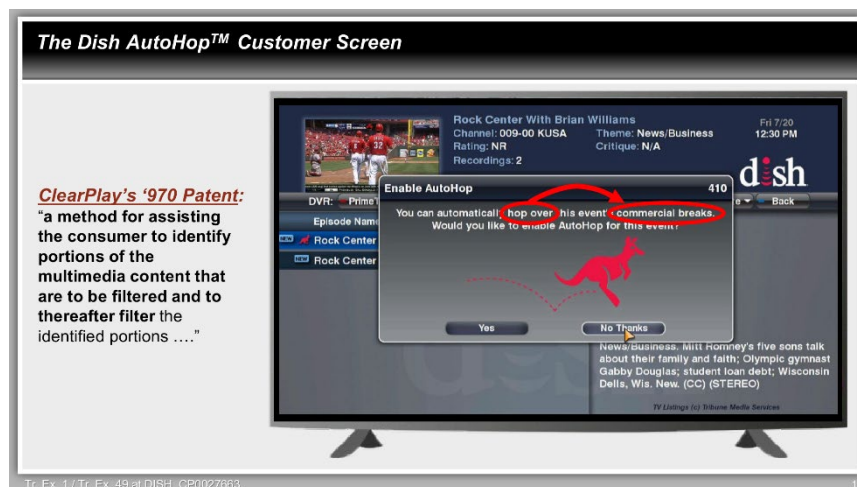 The Dish AutoHop™ Customer Screen
ClearPlay's '970 Patent:
“a method for assisting
the consumer to identify
portions of the
multimedia content that
are to be filtered and to
thereafter filter the
identified portions ….”
Rock Center With Brian Williams
Channel: 009-00 KUSA Theme: News/Business
Rating: NR Critique: N/A
Recordings: 2
Fri 7/20
12:30 PM
dish
DVR: PrimeT
Back
Episode Name
NEW Rock Center
NEW Rock Center
Enable AutoHop 410
You can automatically hop over this event's commercial breaks.
Would you like to enable AutoHop for this event?
Yes No Thanks
News/Business. Mitt Romney's five sons talk
about their family and faith; Olympic gymnast
Gabby Douglas; student loan debt; Wisconsin
Dells, Wis. New. (CC) (STEREO)
TV Listings (c) Tribune Media Services
Tr. Ex. 1 / Tr. Ex. 49 at DISH_CP0027663